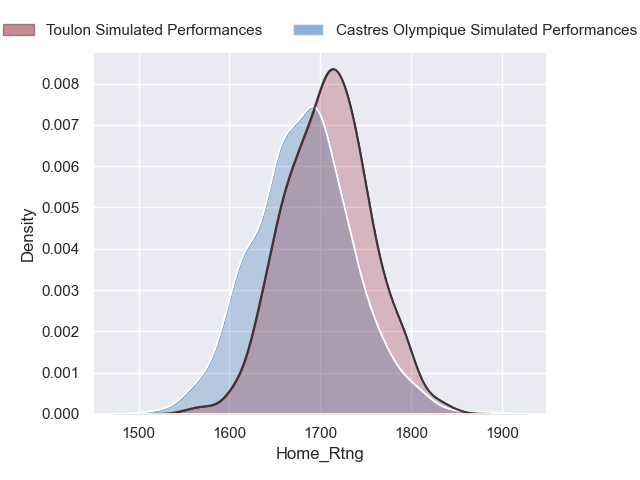 Toulon Simulated Performances
Castres Olympique Simulated Performances
0.008
0.007
0.006
0.005
0.004
0.003
0.002
0.001
0.000
Density
1500 1600 1700 1800 1900
Home_Rtng